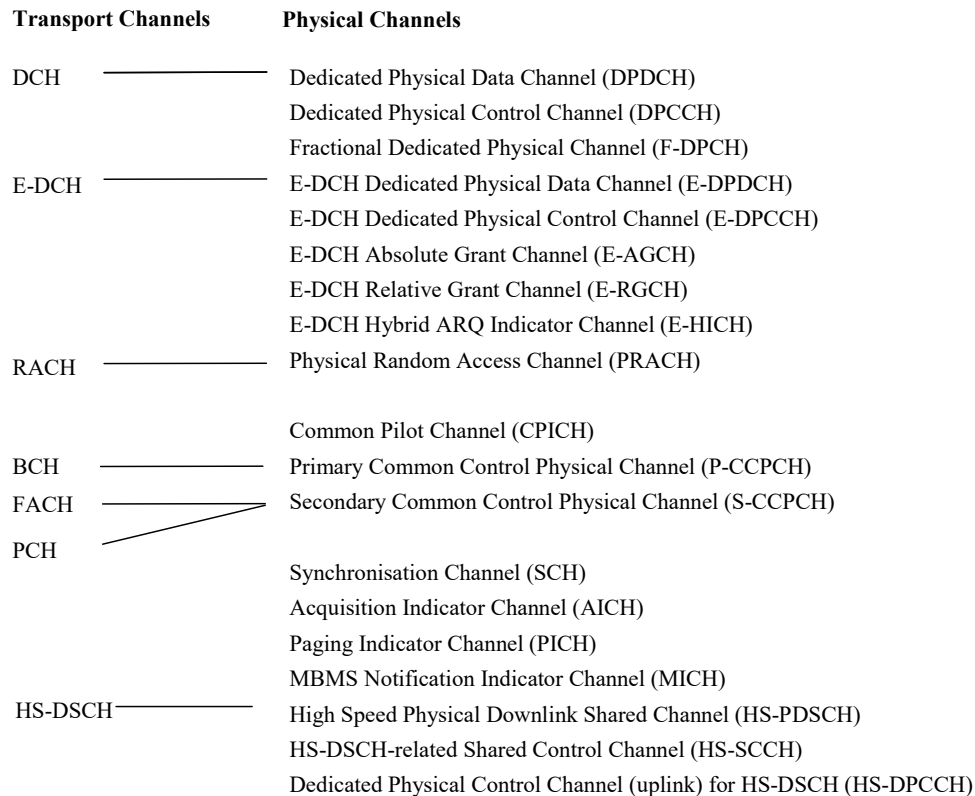 Transport Channels Physical Channels
DCH Dedicated Physical Data Channel (DPDCH)
Dedicated Physical Control Channel (DPCCH)
Fractional Dedicated Physical Channel (F-DPCH)
E-DCH E-DCH Dedicated Physical Data Channel (E-DPDCH)
E-DCH Dedicated Physical Control Channel (E-DPCCH)
E-DCH Absolute Grant Channel (E-AGCH)
E-DCH Relative Grant Channel (E-RGCH)
E-DCH Hybrid ARQ Indicator Channel (E-HICH)
RACH Physical Random Access Channel (PRACH)
Common Pilot Channel (CPICH)
BCH Primary Common Control Physical Channel (P-CCPCH)
FACH Secondary Common Control Physical Channel (S-CCPCH)
PCH
Synchronisation Channel (SCH)
Acquisition Indicator Channel (AICH)
Paging Indicator Channel (PICH)
MBMS Notification Indicator Channel (MICH)
HS-DSCH High Speed Physical Downlink Shared Channel (HS-PDSCH)
HS-DSCH-related Shared Control Channel (HS-SCCH)
Dedicated Physical Control Channel (uplink) for HS-DSCH (HS-DPCCH)